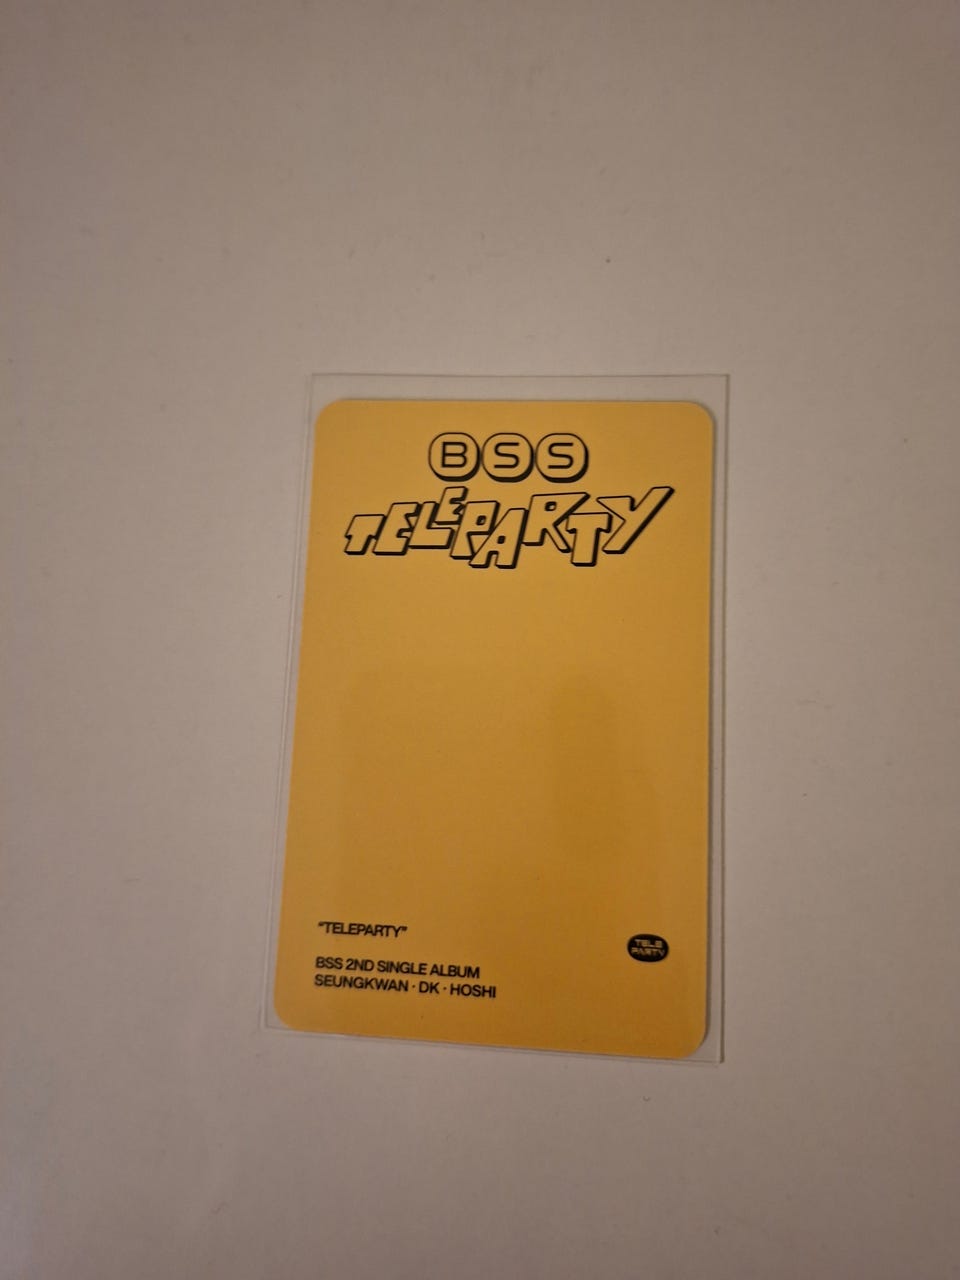 BSS
TELEPARTY
"TELEPARTY"
BSS 2ND SINGLE ALBUM
SEUNGKWAN · DK · HOSHI
TELE
PARTY